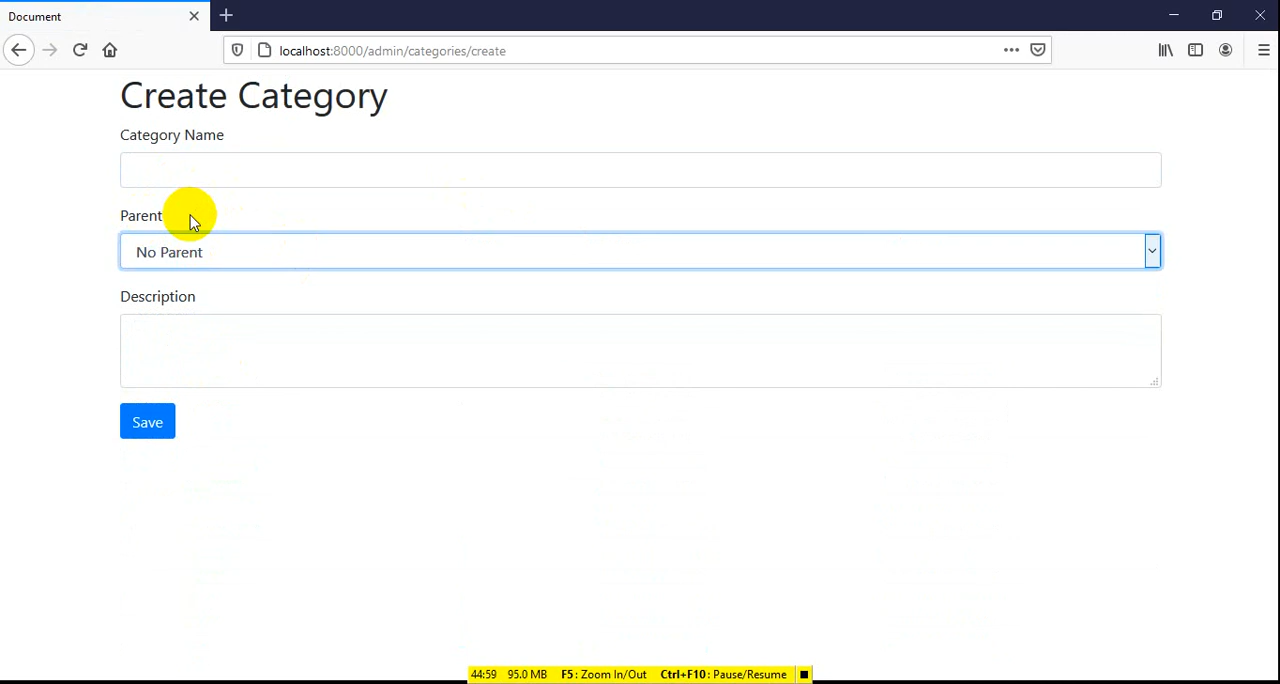 Document
localhost:8000/admin/categories/create
Create Category
Category Name
Parent
No Parent
Description
Save
44:59 95.0 MB F5: Zoom In/Out Ctrl+F10: Pause/Resume